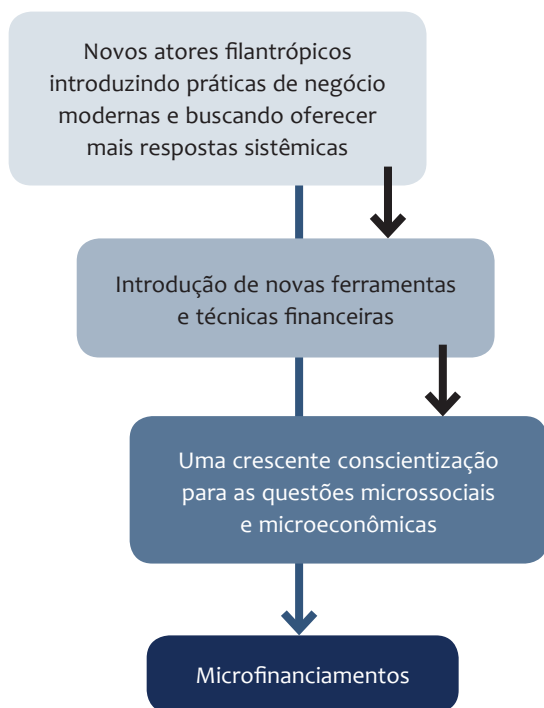 Novos atores filantrópicos
introduzindo práticas de negócio
modernas e buscando oferecer
mais respostas sistêmicas
Introdução de novas ferramentas
e técnicas financeiras
Uma crescente conscientização
para as questões microssociais
e microeconômicas
Microfinanciamentos